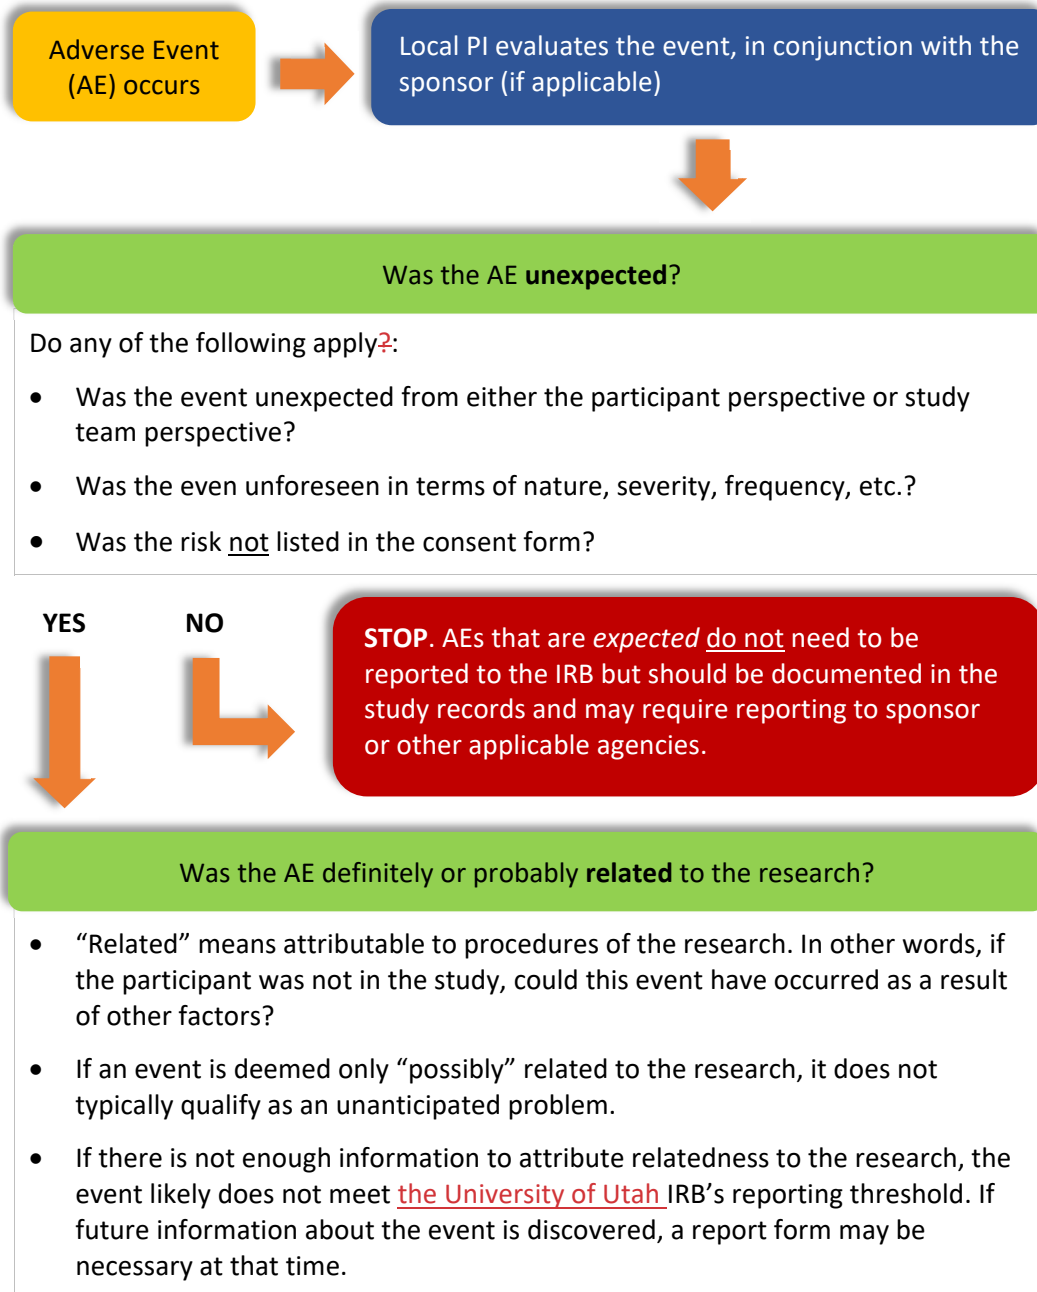 Adverse Event
(AE) occurs
Local PI evaluates the event, in conjunction with the
sponsor (if applicable)
Was the AE unexpected?
Do any of the following apply?:
• Was the event unexpected from either the participant perspective or study
team perspective?
• Was the even unforeseen in terms of nature, severity, frequency, etc.?
• Was the risk not listed in the consent form?
YES
NO
STOP. AEs that are expected do not need to be
reported to the IRB but should be documented in the
study records and may require reporting to sponsor
or other applicable agencies.
Was the AE definitely or probably related to the research?
• “Related” means attributable to procedures of the research. In other words, if
the participant was not in the study, could this event have occurred as a result
of other factors?
• If an event is deemed only “possibly” related to the research, it does not
typically qualify as an unanticipated problem.
• If there is not enough information to attribute relatedness to the research, the
event likely does not meet the University of Utah IRB’s reporting threshold. If
future information about the event is discovered, a report form may be
necessary at that time.